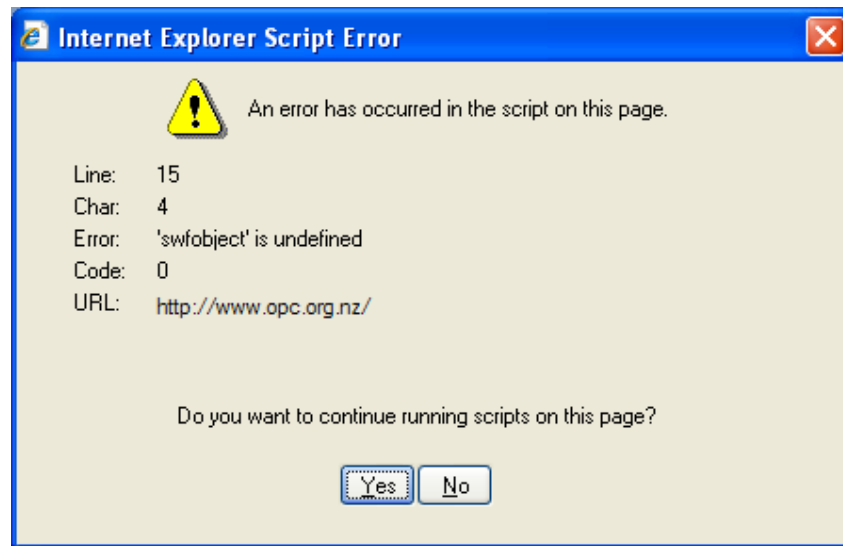 Internet Explorer Script Error
An error has occurred in the script on this page.
Line: 15
Char: 4
Error: 'swfobject' is undefined
Code: 0
URL: http://www.opc.org.nz/
Do you want to continue running scripts on this page?
Yes No